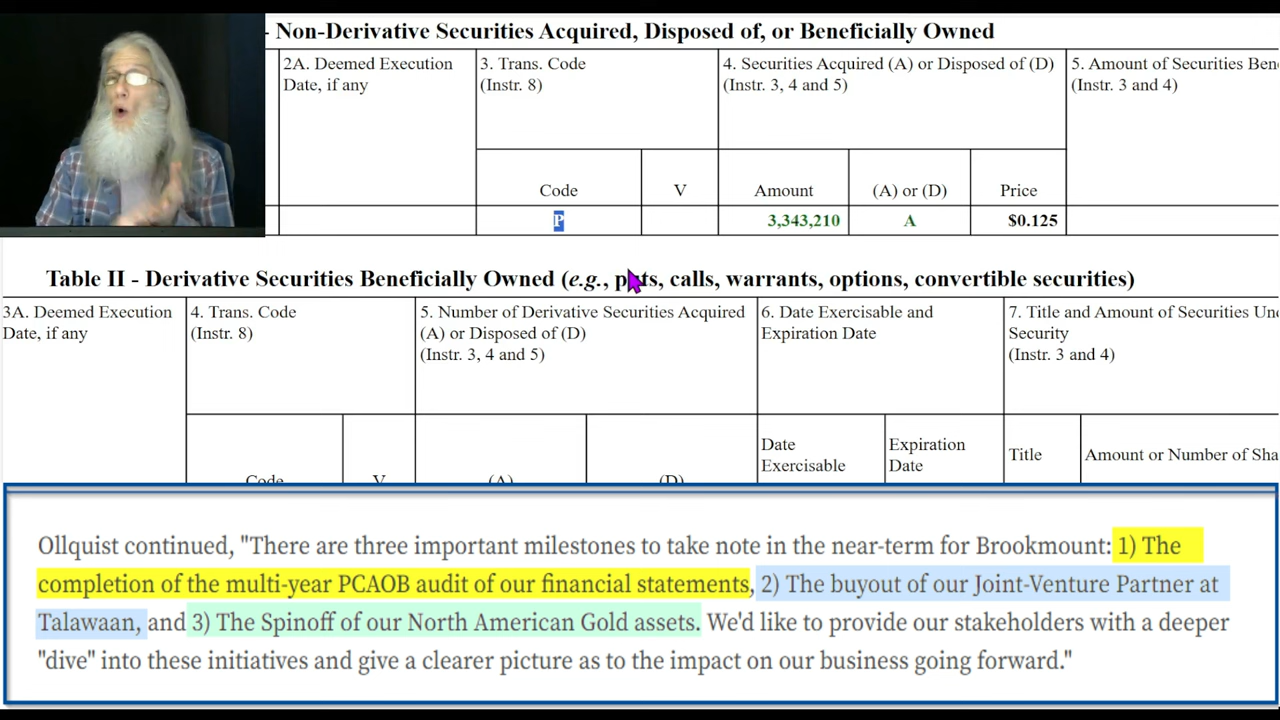 - Non-Derivative Securities Acquired, Disposed of, or Beneficially Owned
2A. Deemed Execution
Date, if any
3. Trans. Code
(Instr. 8)
4. Securities Acquired (A) or Disposed of (D)
(Instr. 3, 4 and 5)
5. Amount of Securities Ben
(Instr. 3 and 4)
Code V Amount (A) or (D) Price
P 3,343,210 A $0.125
Table II - Derivative Securities Beneficially Owned (e.g., puts, calls, warrants, options, convertible securities)
3A. Deemed Execution
Date, if any
4. Trans. Code
(Instr. 8)
5. Number of Derivative Securities Acquired
(A) or Disposed of (D)
(Instr. 3, 4 and 5)
6. Date Exercisable and
Expiration Date
7. Title and Amount of Securities Un
Security
(Instr. 3 and 4)
Code V (A) (D)
Date
Exercisable
Expiration
Date
Title
Amount or Number of Sha
Ollquist continued, "There are three important milestones to take note in the near-term for Brookmount: 1) The
completion of the multi-year PCAOB audit of our financial statements, 2) The buyout of our Joint-Venture Partner at
Talawaan, and 3) The Spinoff of our North American Gold assets. We'd like to provide our stakeholders with a deeper
"dive" into these initiatives and give a clearer picture as to the impact on our business going forward."